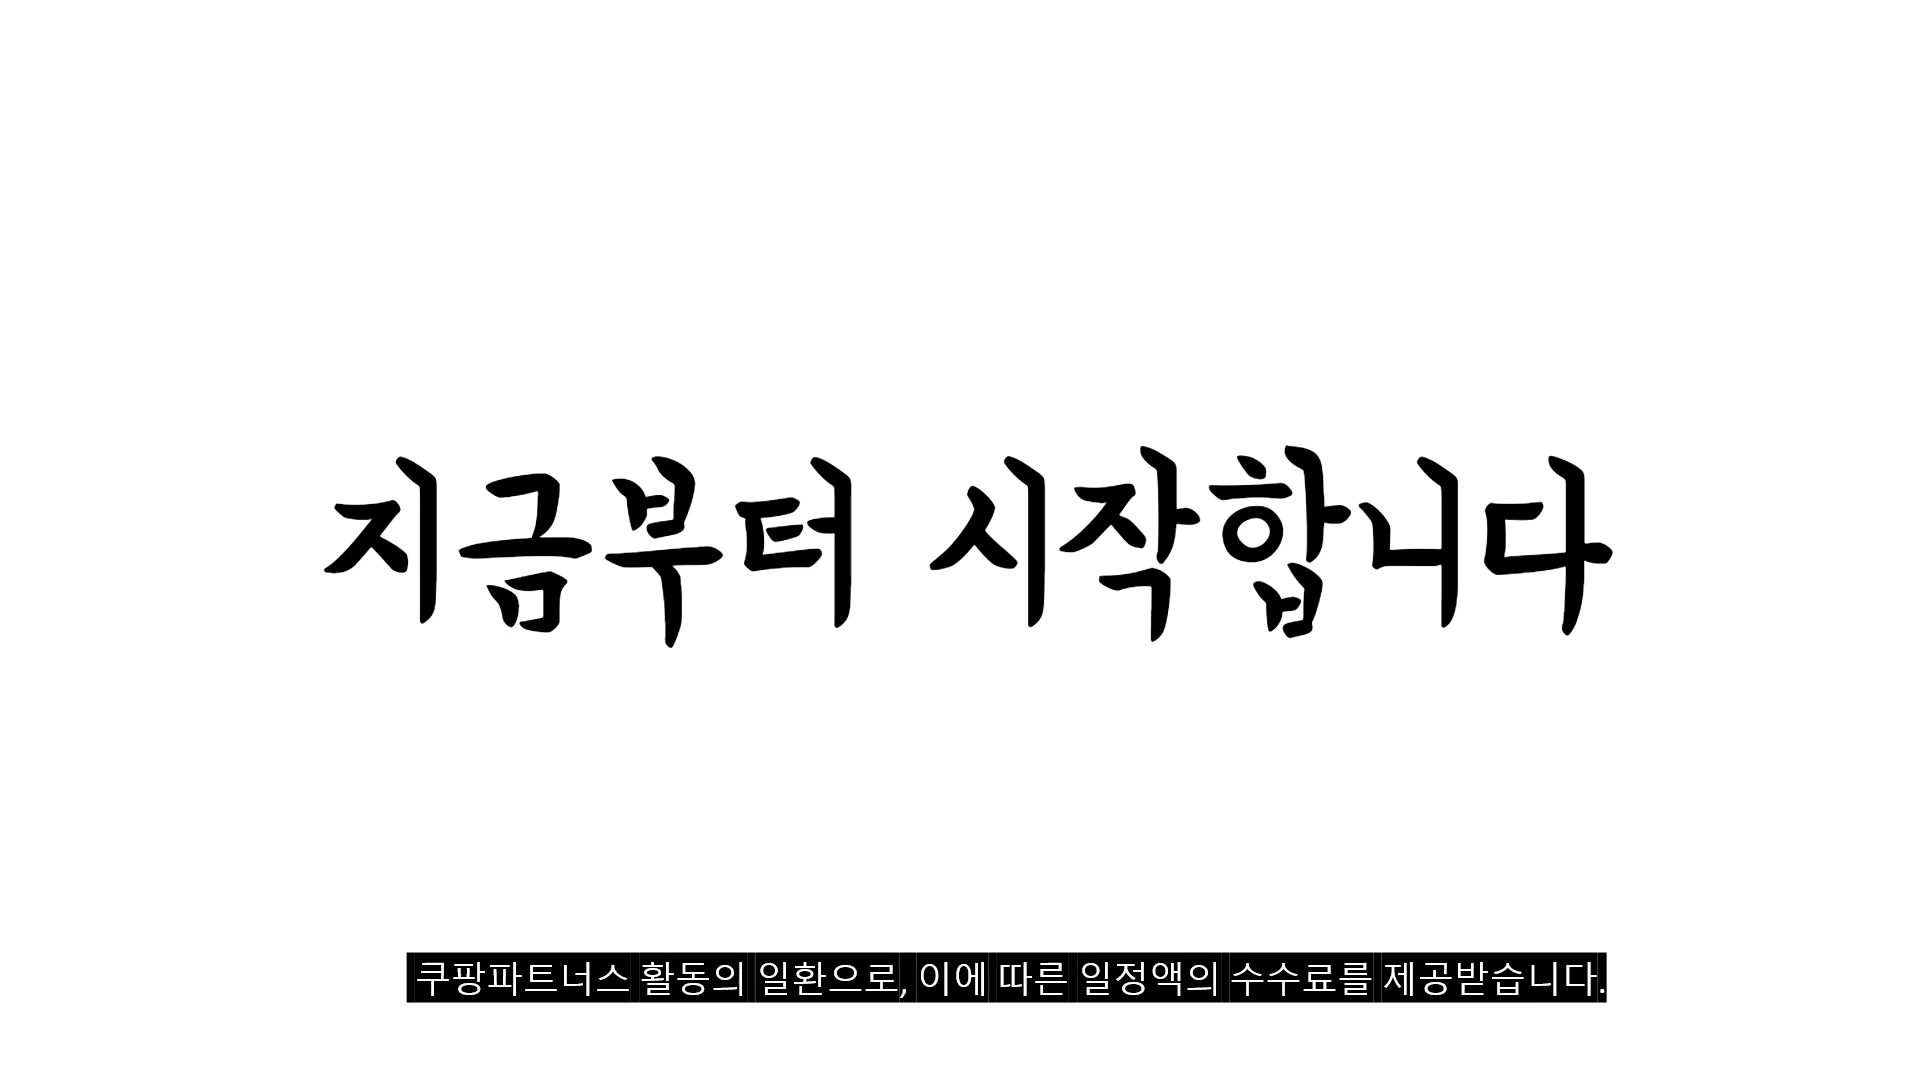 지금부터 시작합니다
쿠팡파트너스 활동의 일환으로, 이에 따른 일정액의 수수료를 제공받습니다.